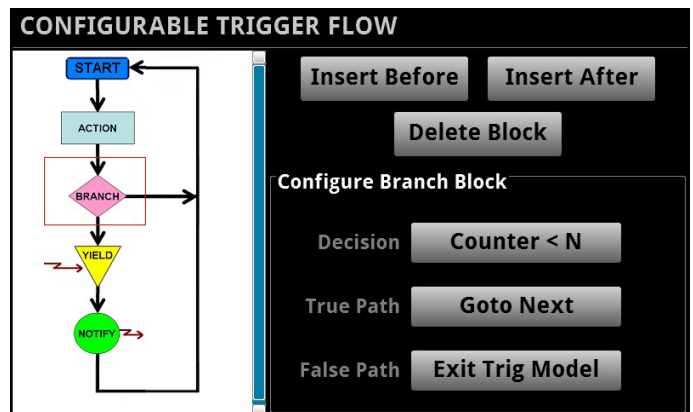 CONFIGURABLE TRIGGER FLOW
START
ACTION
BRANCH
YIELD
NOTIFY
Insert Before
Insert After
Delete Block
Configure Branch Block
Decision
Counter < N
True Path
Goto Next
False Path
Exit Trig Model